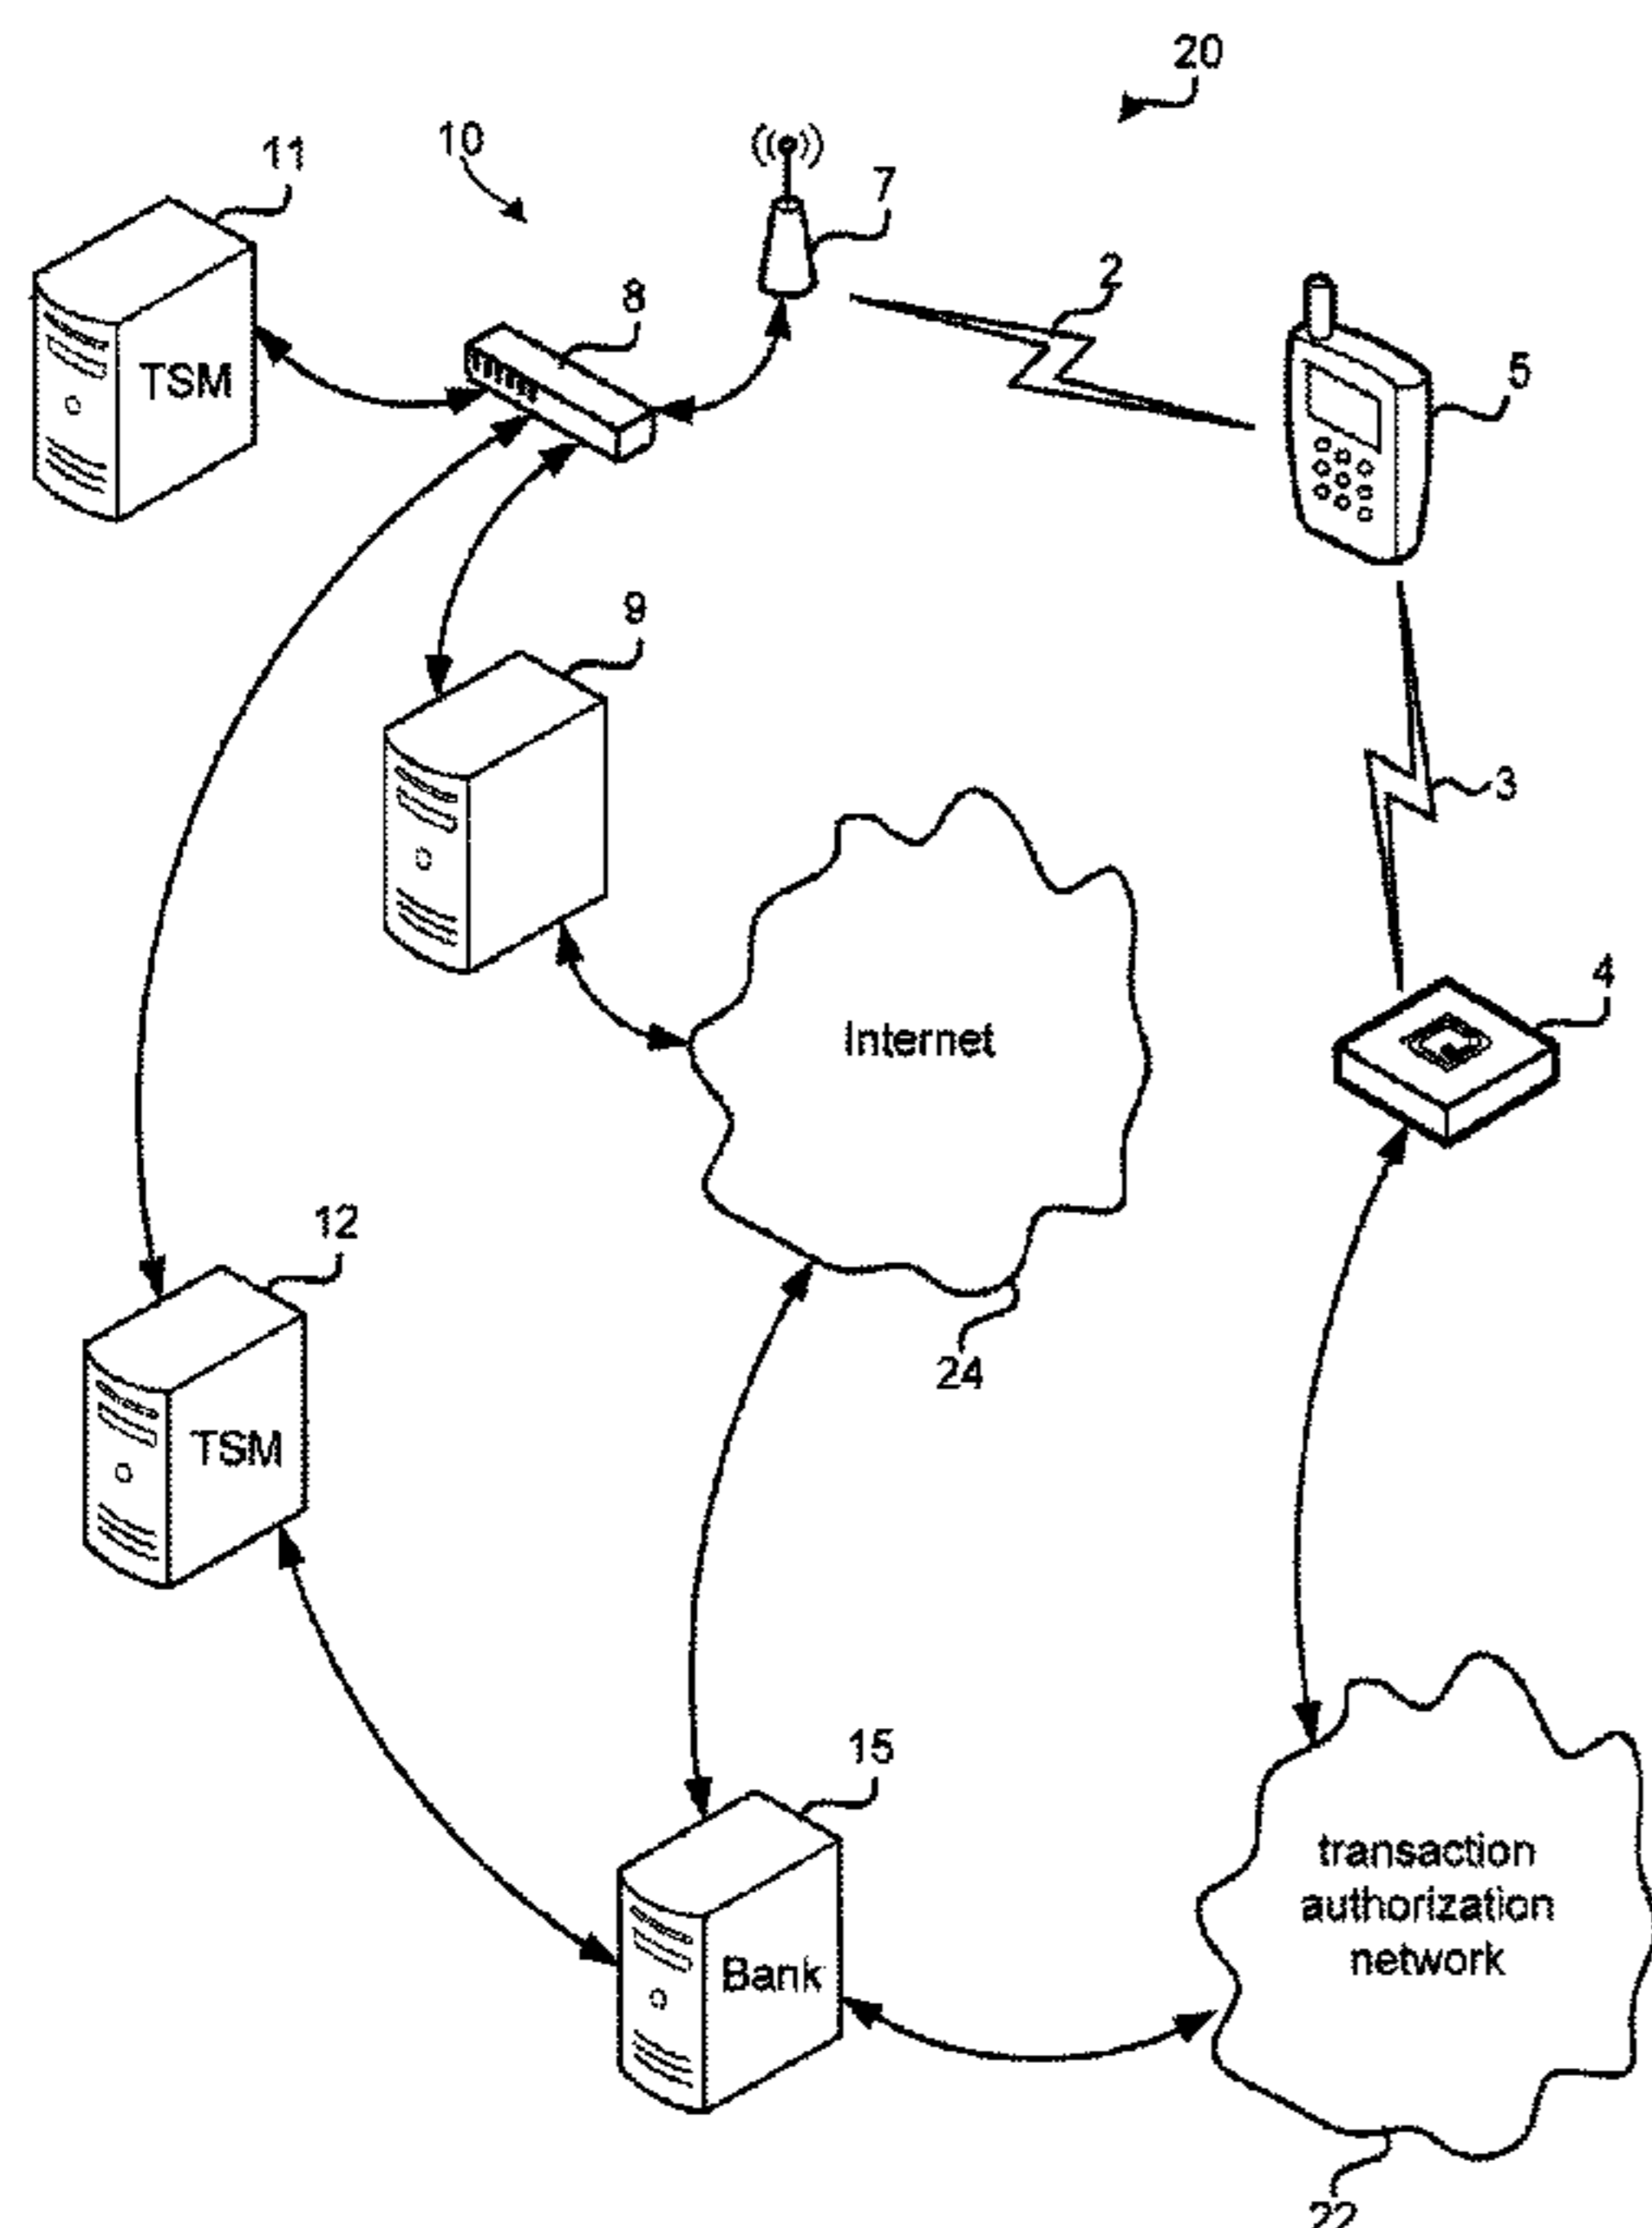 20
11
10
7
2
8
5
TSM
9
3
4
Internet
12
24
TSM
15
transaction
authorization
network
Bank
22